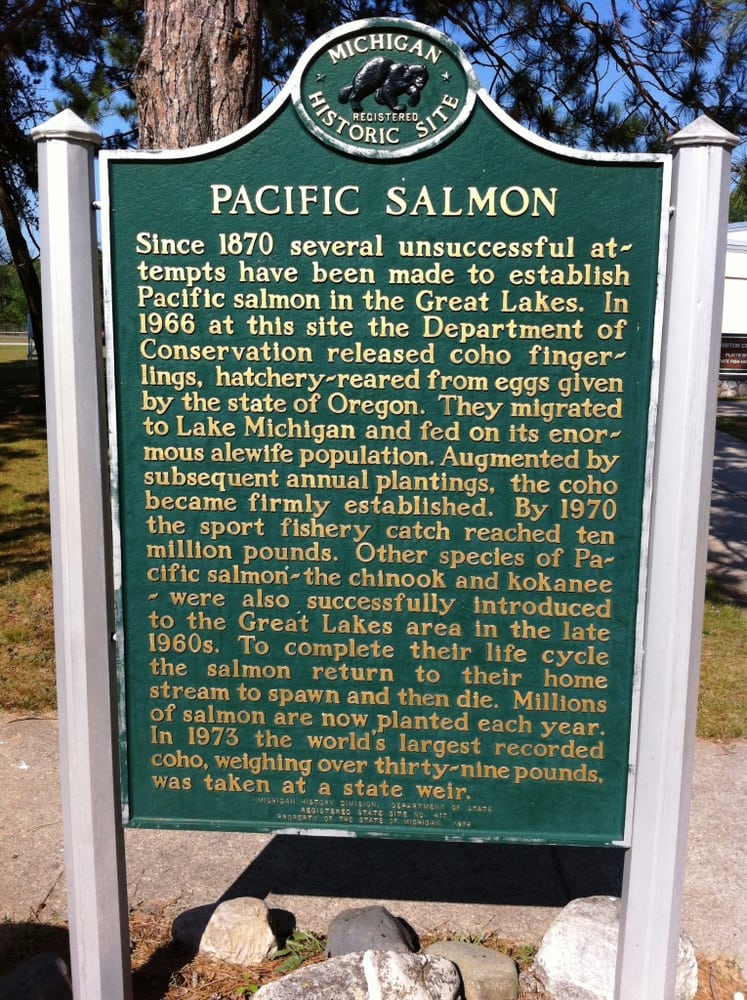 MICHIGAN
REGISTERED
HISTORIC SITE
PACIFIC SALMON
Since 1870 several unsuccessful at-
tempts have been made to establish
Pacific salmon in the Great Lakes. In
1966 at this site the Department of
Conservation released coho finger-
lings, hatchery-reared from eggs given
by the state of Oregon. They migrated
to Lake Michigan and fed on its enor-
mous alewife population. Augmented by
subsequent annual plantings, the coho
became firmly established. By 1970
the sport fishery catch reached ten
million pounds. Other species of Pa-
cific salmon-the chinook and kokanee
- were also successfully introduced
to the Great Lakes area in the late
1960s. To complete their life cycle
the salmon return to their home
stream to spawn and then die. Millions
of salmon are now planted each year.
In 1973 the world's largest recorded
coho, weighing over thirty-nine pounds,
was taken at a state weir.
MICHIGAN HISTORY DIVISION, DEPARTMENT OF STATE
REGISTERED STATE SITE NO. 417
PROPERTY OF THE STATE OF MICHIGAN, 1974